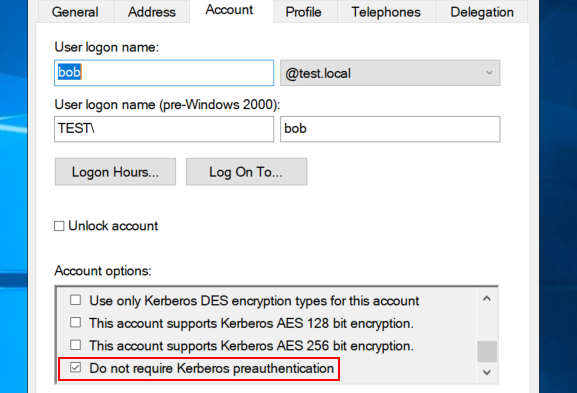 General Address Account Profile Telephones Delegation
User logon name:
bob @test.local
User logon name (pre-Windows 2000):
TEST\ bob
Logon Hours... Log On To...
Unlock account
Account options:
Use only Kerberos DES encryption types for this account
This account supports Kerberos AES 128 bit encryption.
This account supports Kerberos AES 256 bit encryption.
Do not require Kerberos preauthentication